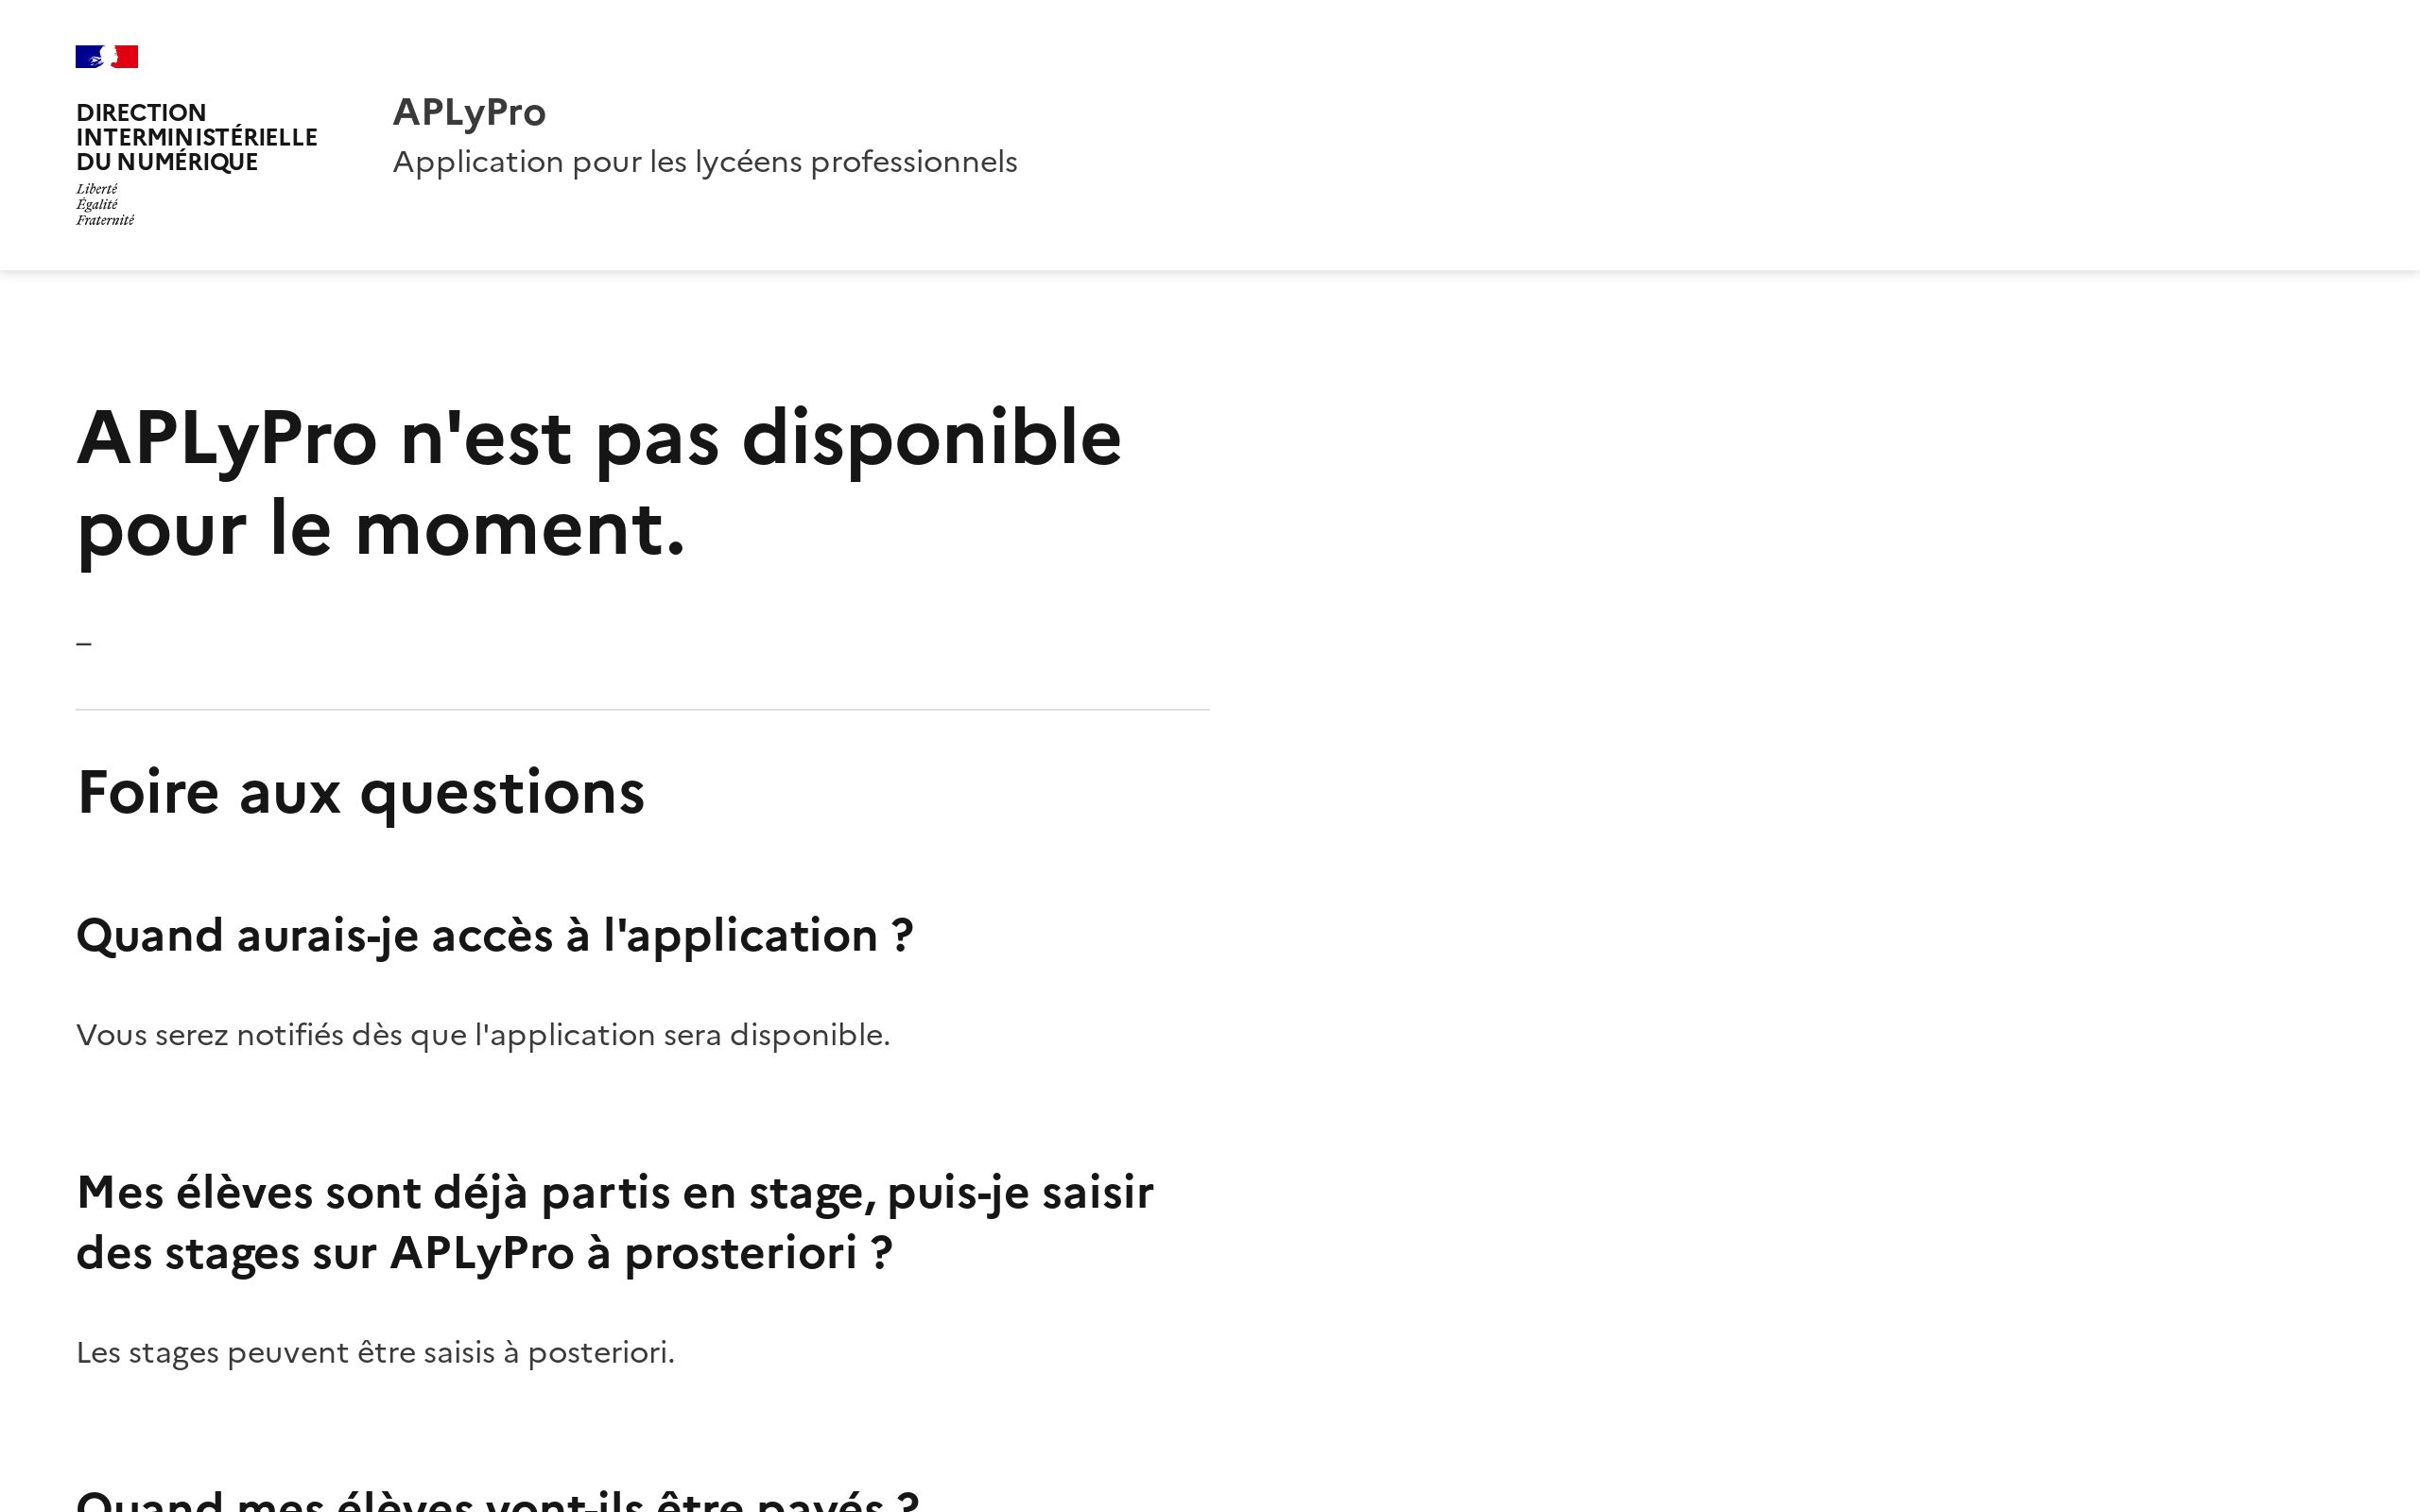 DIRECTION
INTERMINISTÉRIELLE
DU NUMÉRIQUE
Liberté
Égalité
Fraternité
APLyPro
Application pour les lycéens professionnels
APLyPro n'est pas disponible
pour le moment.
–
Foire aux questions
Quand aurais-je accès à l'application ?
Vous serez notifiés dès que l'application sera disponible.
Mes élèves sont déjà partis en stage, puis-je saisir
des stages sur APLyPro à prosteriori ?
Les stages peuvent être saisis à posteriori.
Quand mes élèves vont-ils être payés ?